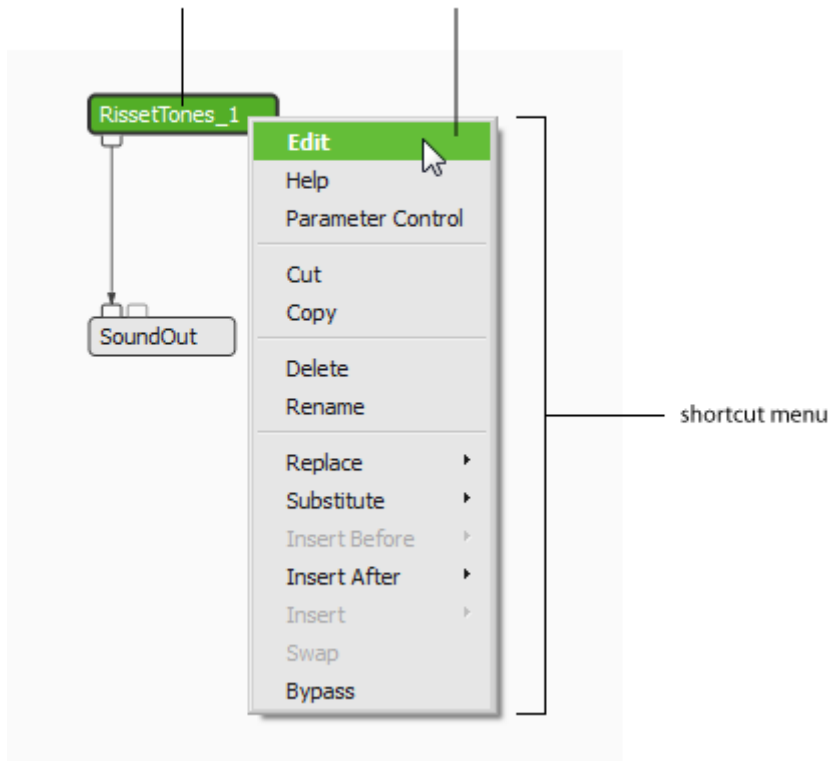 RissetTones_1
Edit
Help
Parameter Control
Cut
Copy
SoundOut
Delete
Rename
shortcut menu
Replace
Substitute
Insert Before
Insert After
Insert
Swap
Bypass